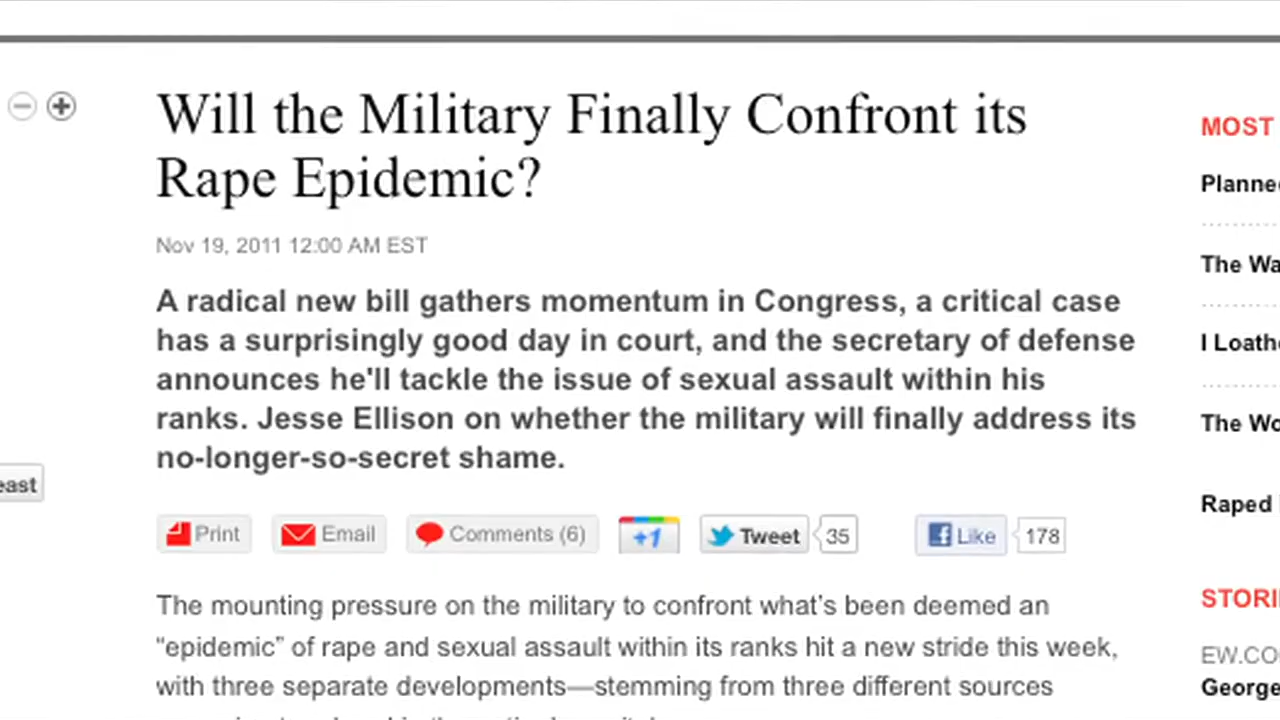 Will the Military Finally Confront its
Rape Epidemic?
Nov 19, 2011 12:00 AM EST
A radical new bill gathers momentum in Congress, a critical case
has a surprisingly good day in court, and the secretary of defense
announces he'll tackle the issue of sexual assault within his
ranks. Jesse Ellison on whether the military will finally address its
no-longer-so-secret shame.
east
Print Email Comments (6) +1 Tweet 35 Like 178
The mounting pressure on the military to confront what’s been deemed an
“epidemic” of rape and sexual assault within its ranks hit a new stride this week,
with three separate developments—stemming from three different sources
MOST
Planned
The Wa
I Loathe
The Wo
Raped i
STORI
EW.CO
George